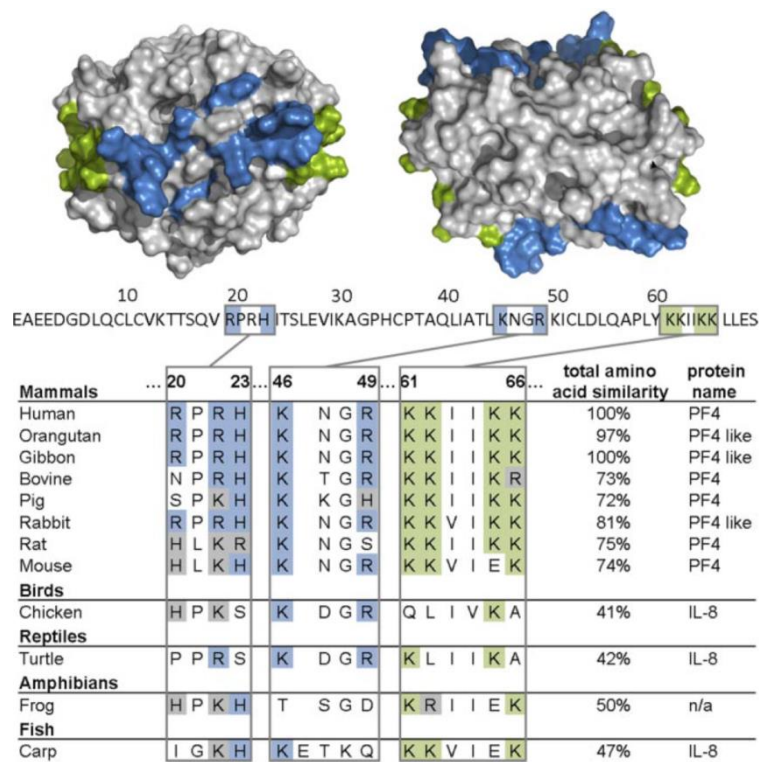 10 20 30 40 50 60
EAEEDGDLQCLCVKTTSQV RPRH ITSLEVIKAGPHCPTAQLIATL KNGR KICLDLQAPLY KKIIKK LLES
total amino protein
Mammals ... 20 23 ... 46 49 ... 61 66 ... acid similarity name
Human R P R H K N G R K K I I K K 100% PF4
Orangutan R P R H K N G R K K I I K K 97% PF4 like
Gibbon R P R H K N G R K K I I K K 100% PF4 like
Bovine N P R H K T G R K K I I K R 73% PF4
Pig S P K H K K G H K K I I K K 72% PF4
Rabbit R P R H K N G R K K V I K K 81% PF4 like
Rat H L K R K N G S K K I I K K 75% PF4
Mouse H L K H K N G R K K V I E K 74% PF4
Birds
Chicken H P K S K D G R Q L I V K A 41% IL-8
Reptiles
Turtle P P R S K D G R K L I I K A 42% IL-8
Amphibians
Frog H P K H T S G D K R I I E K 50% n/a
Fish
Carp I G K H K E T K Q K K V I E K 47% IL-8